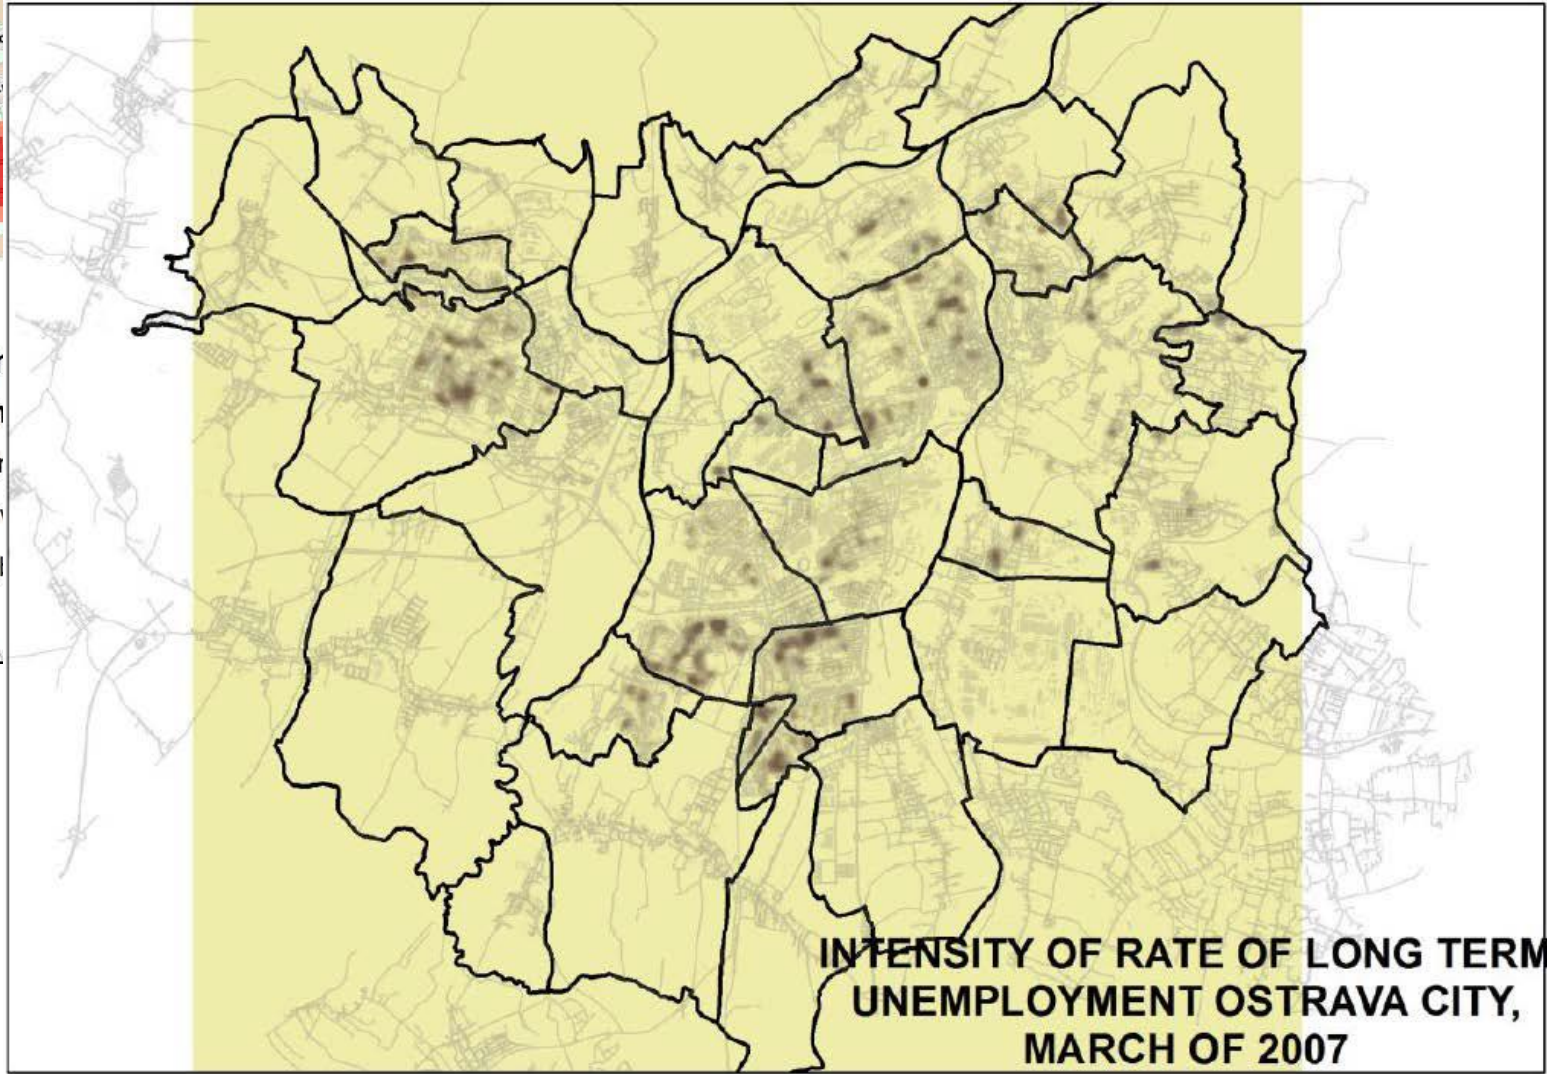 INTENSITY OF RATE OF LONG TERM
UNEMPLOYMENT OSTRAVA CITY,
MARCH OF 2007